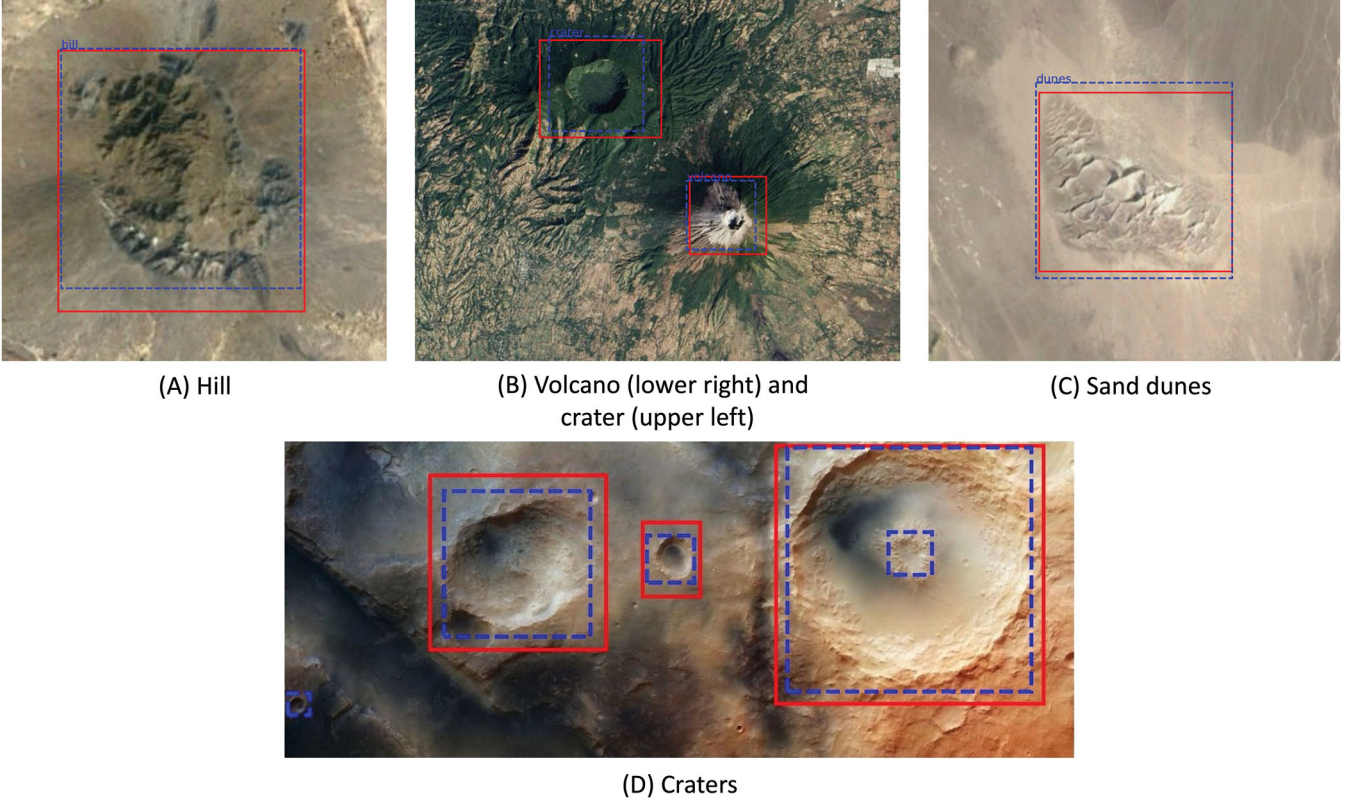 hill
crater
volcano
dunes
(A) Hill
(B) Volcano (lower right) and
crater (upper left)
(C) Sand dunes
(D) Craters